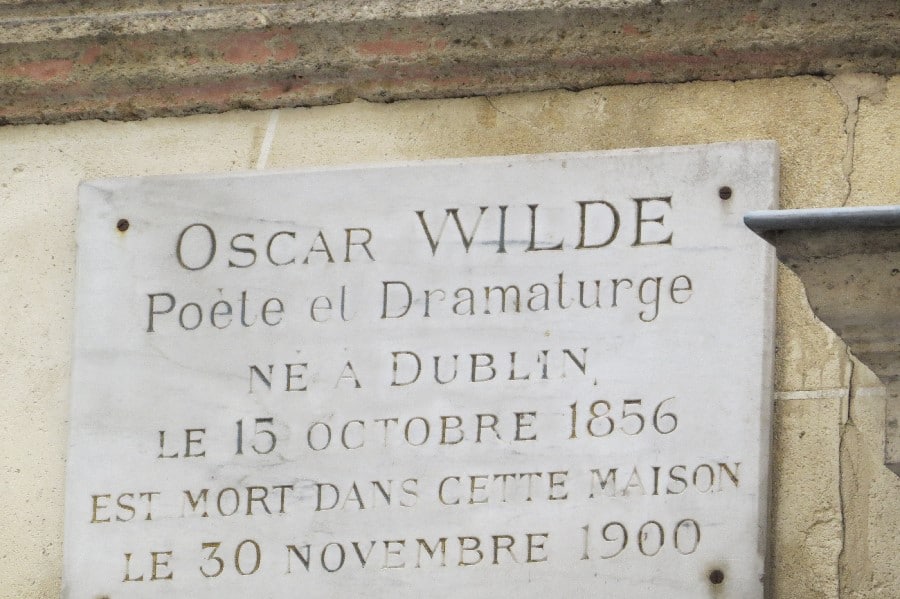 OSCAR WILDE
Poète et Dramaturge
NÉ À DUBLIN
LE 15 OCTOBRE 1856
EST MORT DANS CETTE MAISON
LE 30 NOVEMBRE 1900